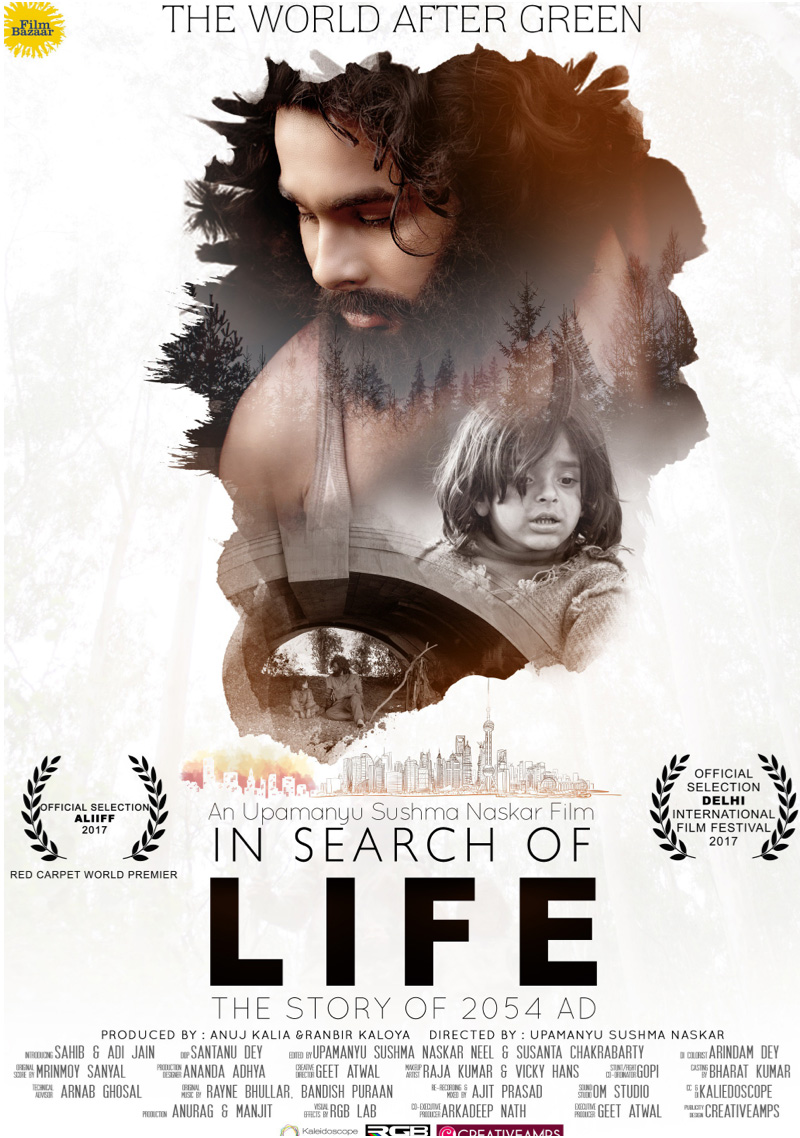 THE WORLD AFTER GREEN
Film
Bazaar
OFFICIAL SELECTION
ALIIFF
2017
RED CARPET WORLD PREMIER
OFFICIAL
SELECTION
DELHI
INTERNATIONAL
FILM FESTIVAL
2017
An Upamanyu Sushma Naskar Film
IN SEARCH OF
LIFE
THE STORY OF 2054 AD
PRODUCED BY : ANUJ KALIA &RANBIR KALOYA DIRECTED BY : UPAMANYU SUSHMA NASKAR
INTRODUCING SAHIB & ADI JAIN DOP SANTANU DEY EDITED BY UPAMANYU SUSHMA NASKAR NEEL & SUSANTA CHAKRABARTY DI COLORIST ARINDAM DEY
ORIGINAL SCORE BY MRINMOY SANYAL PRODUCTION DESIGNER ANANDA ADHYA CREATIVE DIRECTOR GEET ATWAL MAKEUP ARTIST RAJA KUMAR & VICKY HANS STUNT/RIGHT CO-ORDINATOR GOPI CASTING BY BHARAT KUMAR
TECHNICAL ADVISOR ARNAB GHOSAL ORIGINAL MUSIC BY RAYNE BHULLAR, BANDISH PURAAN RE-RECORDING & MIXED BY AJIT PRASAD SOUND STUDIO OM STUDIO CC & DI KALIEDOSCOPE
PRODUCTION ANURAG & MANJIT VISUAL EFFECTS BY RGB LAB CO-EXECUTIVE PRODUCER ARKADEEP NATH EXECUTIVE PRODUCER GEET ATWAL PUBLICITY DESIGN CREATIVEAMPS
Kaleidoscope RGB CREATIVEAMPS